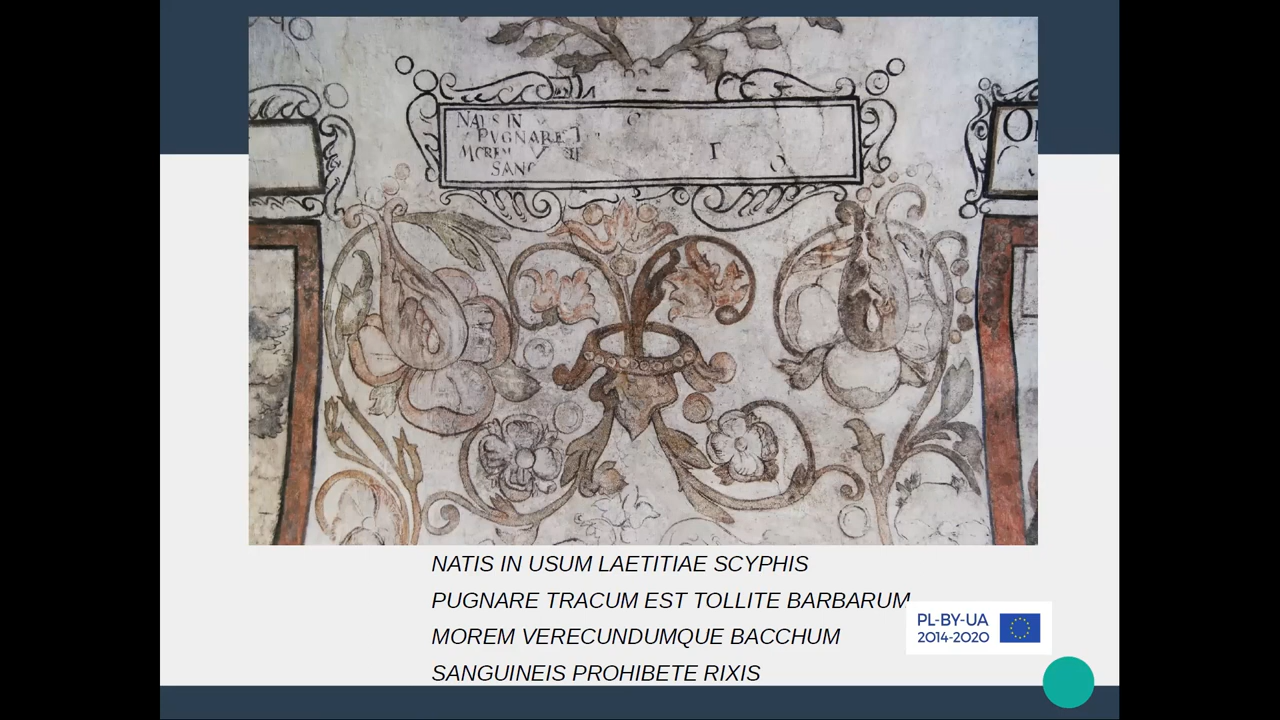 NATIS IN
PUGNARE T
MOREM V
SANG
O
NATIS IN USUM LAETITIAE SCYPHIS
PUGNARE TRACUM EST TOLLITE BARBARUM
MOREM VERECUNDUMQUE BACCHUM
SANGUINEIS PROHIBETE RIXIS
PL-BY-UA
2014-2020